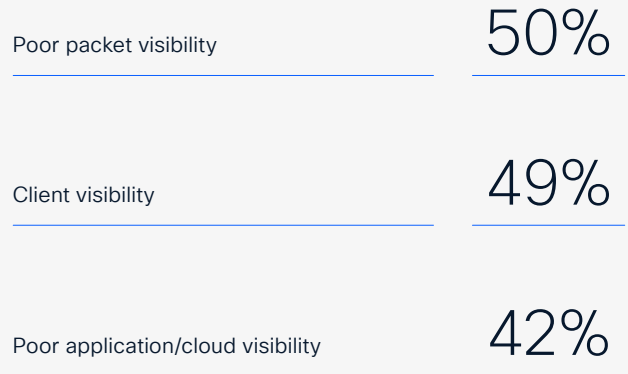 Poor packet visibility 50%
Client visibility 49%
Poor application/cloud visibility 42%